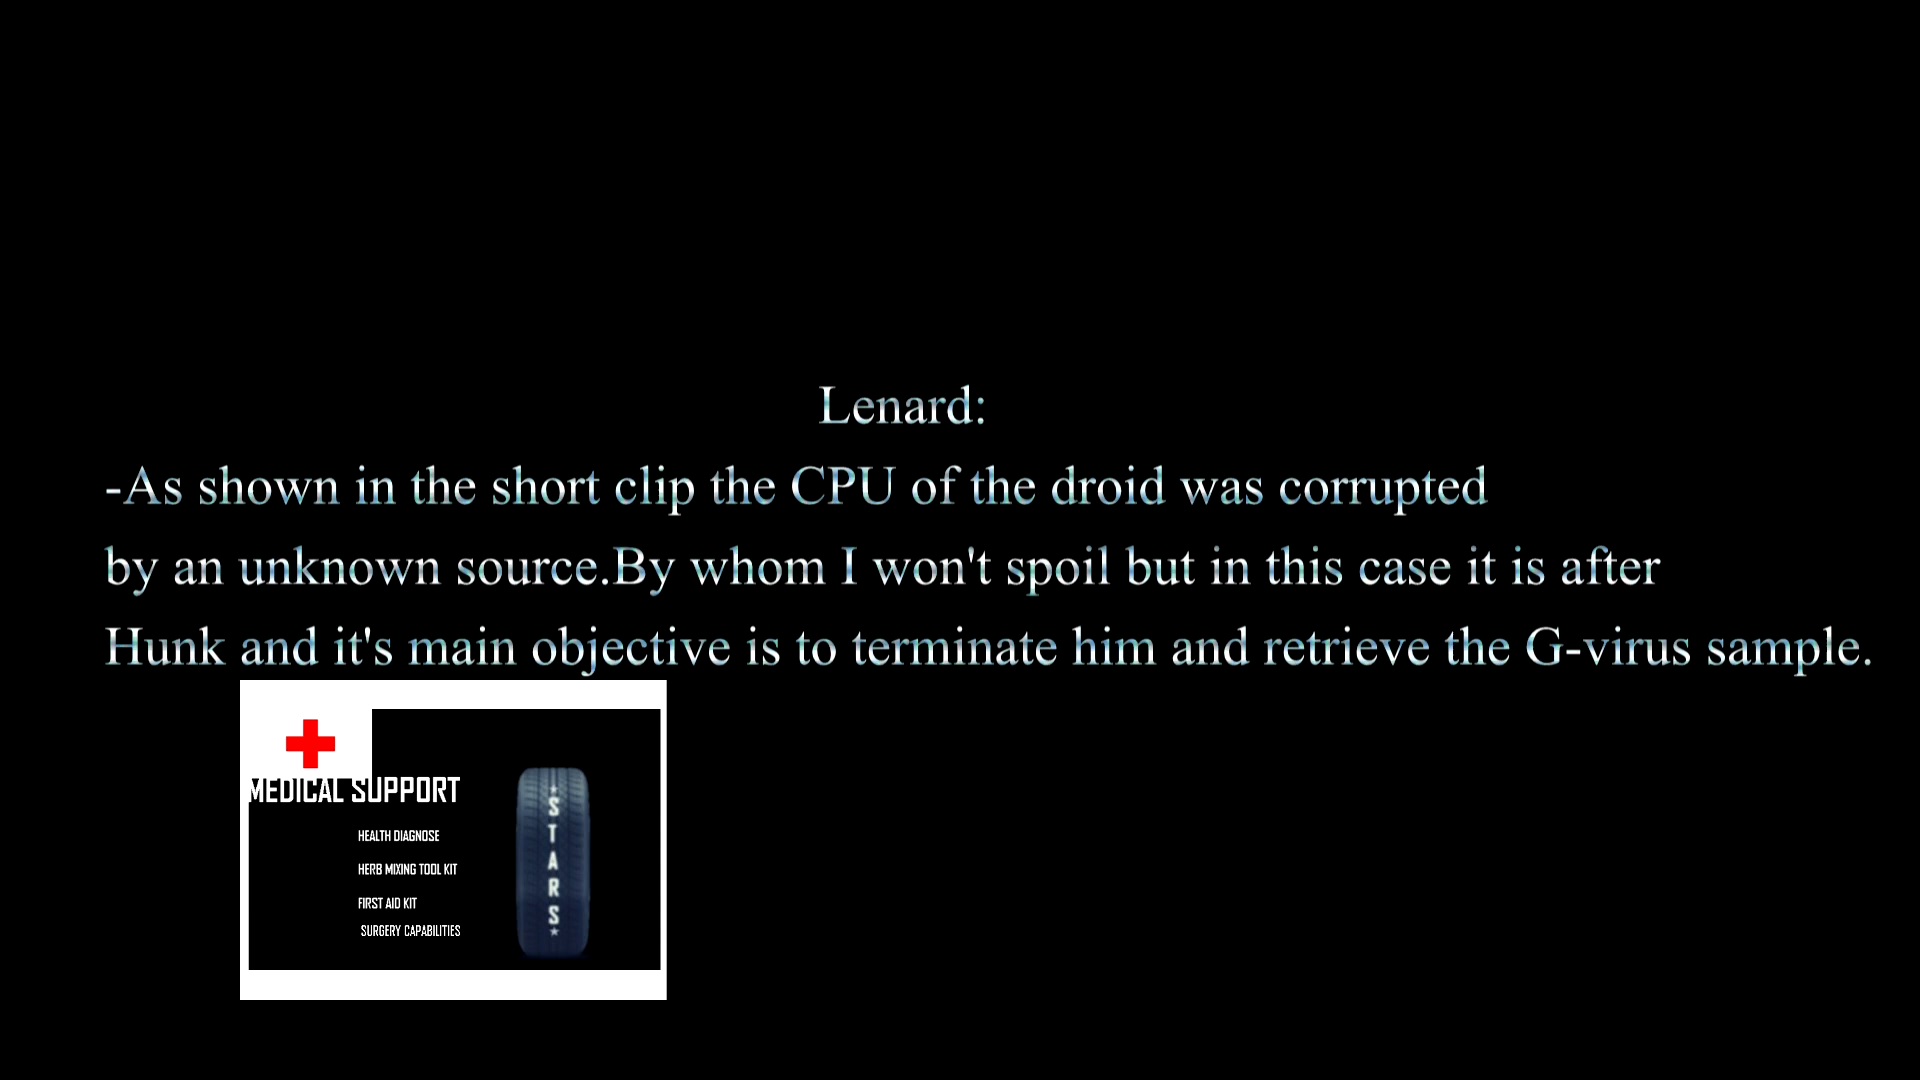 Lenard:
-As shown in the short clip the CPU of the droid was corrupted
by an unknown source.By whom I won't spoil but in this case it is after
Hunk and it's main objective is to terminate him and retrieve the G-virus sample.
MEDICAL SUPPORT
HEALTH DIAGNOSE
HERB MIXING TOOL KIT
FIRST AID KIT
SURGERY CAPABILITIES
STARS